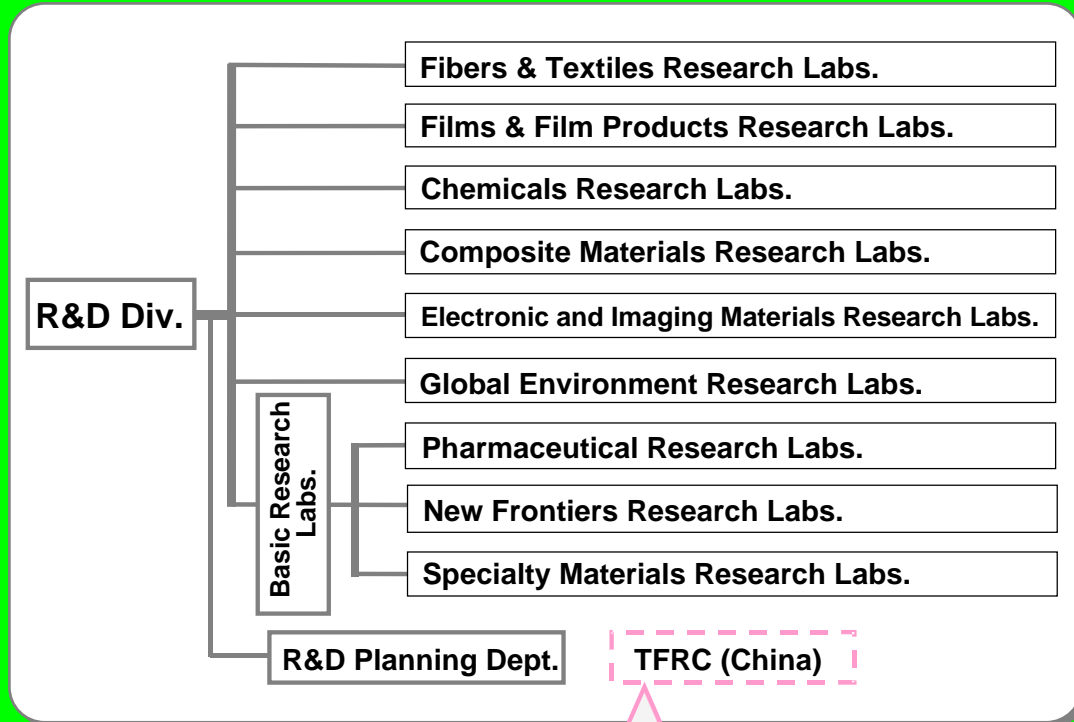 Fibers & Textiles Research Labs.
Films & Film Products Research Labs.
Chemicals Research Labs.
Composite Materials Research Labs.
R&D Div.
Electronic and Imaging Materials Research Labs.
Global Environment Research Labs.
Basic Research
Labs.
Pharmaceutical Research Labs.
New Frontiers Research Labs.
Specialty Materials Research Labs.
R&D Planning Dept.
TFRC (China)